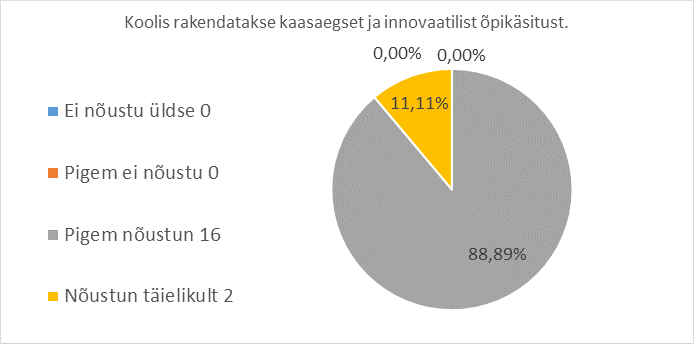 Koolis rakendatakse kaasaegset ja innovaatilist õpikäsitust.
0,00%
0,00%
11,11%
Ei nõustu üldse 0
Pigem ei nõustu 0
Pigem nõustun 16
88,89%
Nõustun täielikult 2